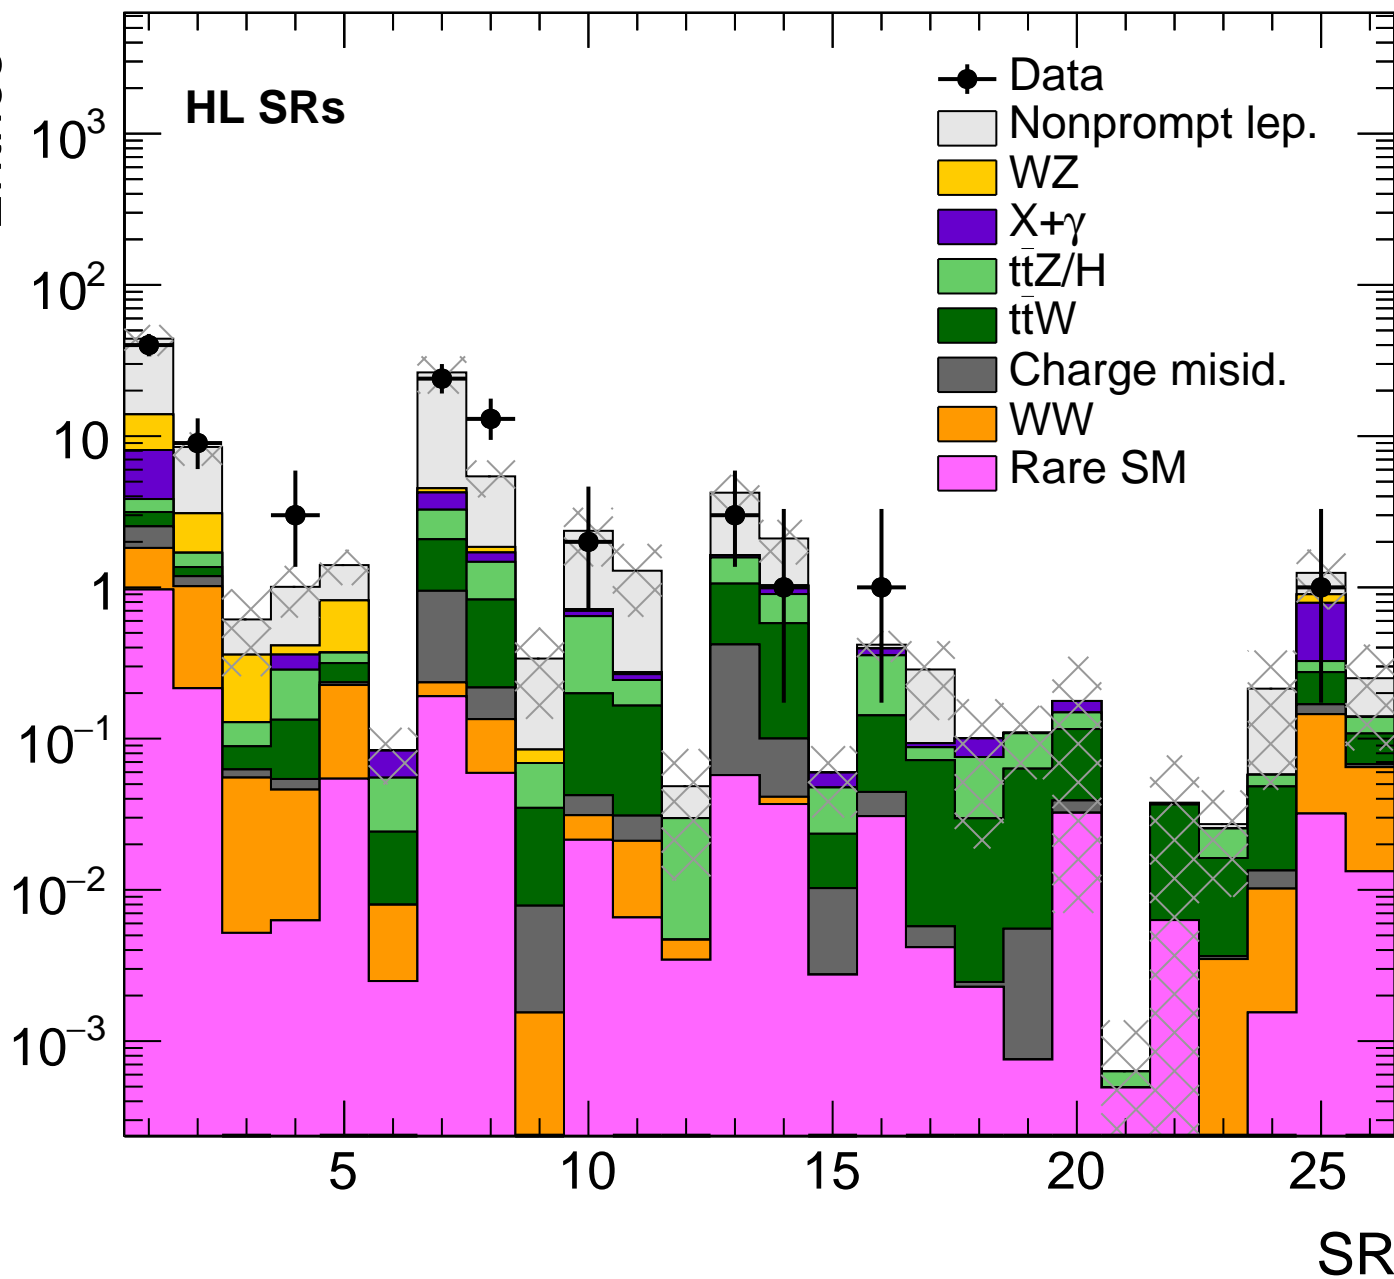 HL SRs
Data
Nonprompt lep.
WZ
X+γ
tt̄Z/H
tt̄W
Charge misid.
WW
Rare SM
10³
10²
10
1
10⁻¹
10⁻²
10⁻³
5 10 15 20 25
SR